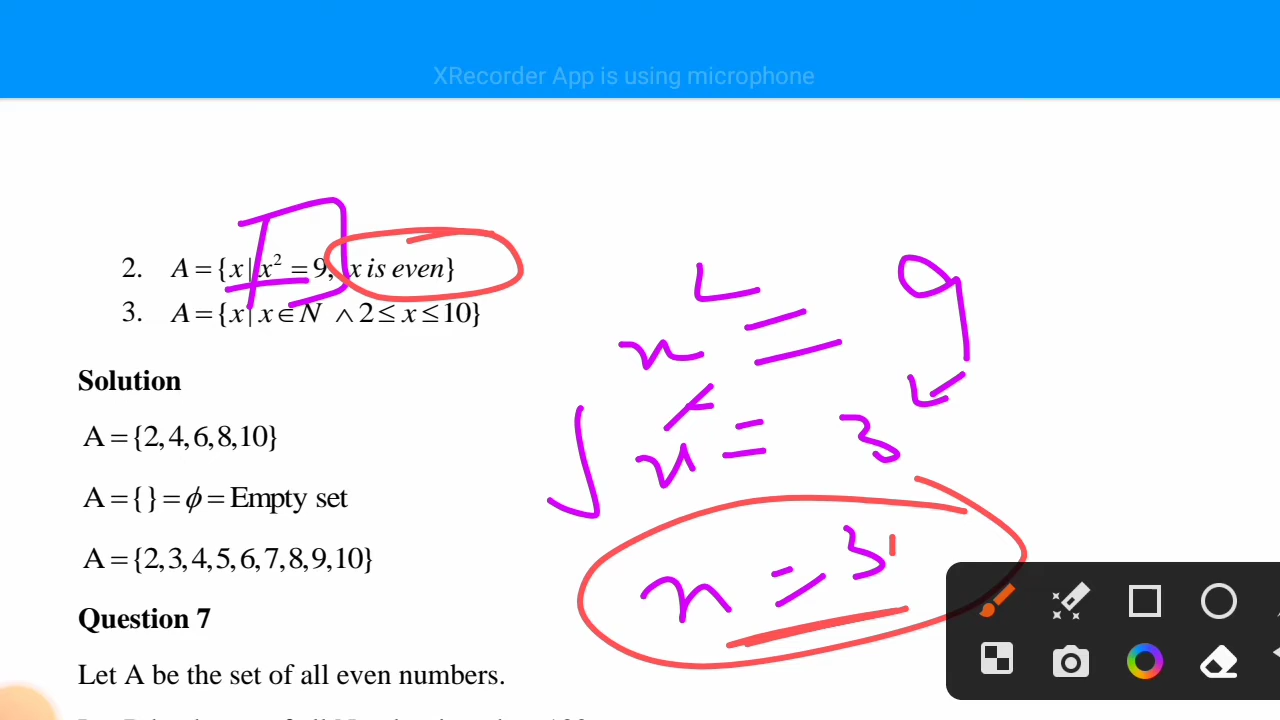 XRecorder App is using microphone
2. A = {x | x² = 9, x is even}
3. A = {x | x ∈ N ∧ 2 ≤ x ≤ 10}
x² = 9
x = 3
x = 3
Solution
A = {2, 4, 6, 8, 10}
A = { } = ϕ = Empty set
A = {2, 3, 4, 5, 6, 7, 8, 9, 10}
Question 7
Let A be the set of all even numbers.